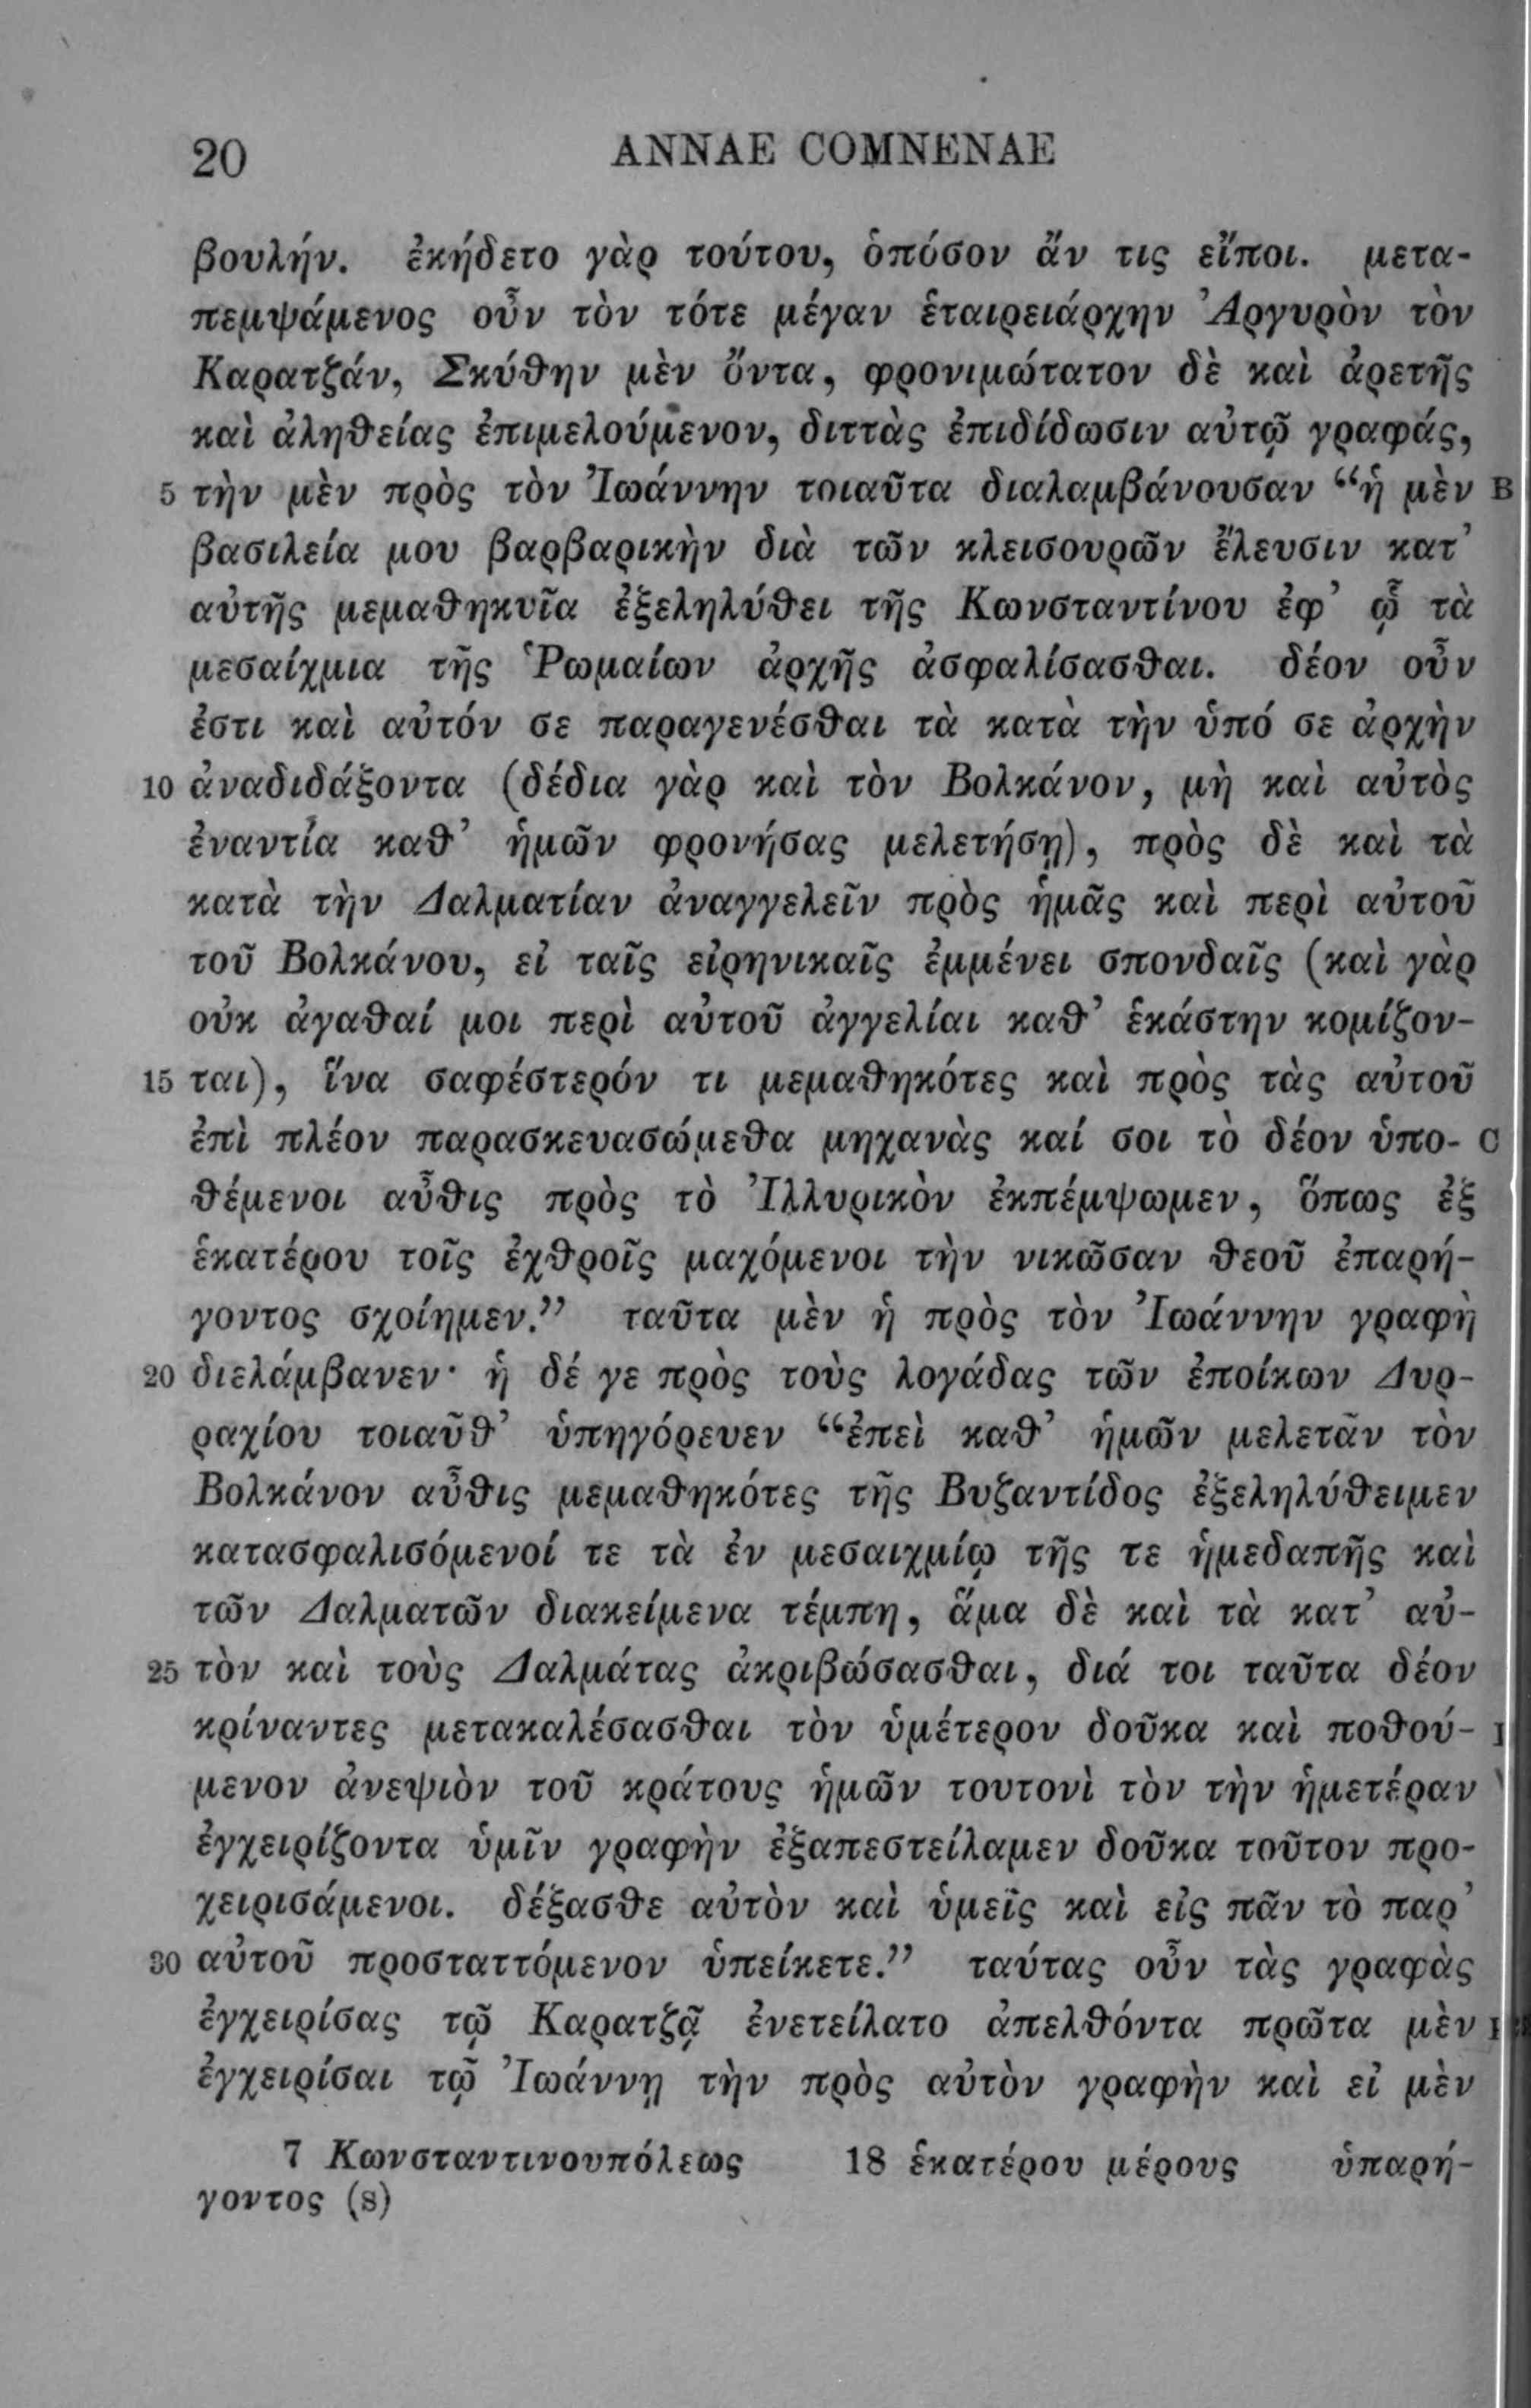 20 ANNAE COMNENAE
βουλήν. ἐκήδετο γὰρ τούτου, ὁπόσον ἄν τις εἴποι. μετα-
πεμψάμενος οὖν τὸν τότε μέγαν ἑταιρειάρχην Ἀργυρὸν τὸν
Καρατζάν, Σκύθην μὲν ὄντα, φρονιμώτατον δὲ καὶ ἀρετῆς
καὶ ἀληθείας ἐπιμελούμενον, διττὰς ἐπιδίδωσιν αὐτῷ γραφάς,
5 τὴν μὲν πρὸς τὸν Ἰωάννην τοιαῦτα διαλαμβάνουσαν “ἡ μὲν B
βασιλεία μου βαρβαρικὴν διὰ τῶν κλεισουρῶν ἔλευσιν κατ’
αὐτῆς μεμαθηκυῖα ἐξεληλύθει τῆς Κωνσταντίνου ἐφ’ ᾧ τὰ
μεσαίχμια τῆς Ῥωμαίων ἀρχῆς ἀσφαλίσασθαι. δέον οὖν
ἐστι καὶ αὐτόν σε παραγενέσθαι τὰ κατὰ τὴν ὑπό σε ἀρχὴν
10 ἀναδιδάξοντα (δέδια γὰρ καὶ τὸν Βολκάνον, μὴ καὶ αὐτὸς
ἐναντία καθ’ ἡμῶν φρονήσας μελετήσῃ), πρὸς δὲ καὶ τὰ
κατὰ τὴν Δαλματίαν ἀναγγελεῖν πρὸς ἡμᾶς καὶ περὶ αὐτοῦ
τοῦ Βολκάνου, εἰ ταῖς εἰρηνικαῖς ἐμμένει σπονδαῖς (καὶ γὰρ
οὐκ ἀγαθαί μοι περὶ αὐτοῦ ἀγγελίαι καθ’ ἑκάστην κομίζον-
15 ται), ἵνα σαφέστερόν τι μεμαθηκότες καὶ πρὸς τὰς αὐτοῦ
ἐπὶ πλέον παρασκευασώμεθα μηχανὰς καί σοι τὸ δέον ὑπο- C
θέμενοι αὖθις πρὸς τὸ Ἰλλυρικὸν ἐκπέμψωμεν, ὅπως ἐξ
ἑκατέρου τοῖς ἐχθροῖς μαχόμενοι τὴν νικῶσαν θεοῦ ἐπαρή-
γοντος σχοίημεν.” ταῦτα μὲν ἡ πρὸς τὸν Ἰωάννην γραφὴ
20 διελάμβανεν· ἡ δέ γε πρὸς τοὺς λογάδας τῶν ἐποίκων Δυρ-
ραχίου τοιαῦθ’ ὑπηγόρευεν “ἐπεὶ καθ’ ἡμῶν μελετᾶν τὸν
Βολκάνον αὖθις μεμαθηκότες τῆς Βυζαντίδος ἐξεληλύθειμεν
κατασφαλισόμενοί τε τὰ ἐν μεσαιχμίῳ τῆς τε ἡμεδαπῆς καὶ
τῶν Δαλματῶν διακείμενα τέμπη, ἅμα δὲ καὶ τὰ κατ’ αὐ-
25 τὸν καὶ τοὺς Δαλμάτας ἀκριβώσασθαι, διά τοι ταῦτα δέον
κρίναντες μετακαλέσασθαι τὸν ὑμέτερον δοῦκα καὶ ποθού-
μενον ἀνεψιὸν τοῦ κράτους ἡμῶν τουτονὶ τὸν τὴν ἡμετέραν
ἐγχειρίζοντα ὑμῖν γραφὴν ἐξαπεστείλαμεν δοῦκα τοῦτον προ-
χειρισάμενοι. δέξασθε αὐτὸν καὶ ὑμεῖς καὶ εἰς πᾶν τὸ παρ’
30 αὐτοῦ προσταττόμενον ὑπείκετε.” ταύτας οὖν τὰς γραφὰς
ἐγχειρίσας τῷ Καρατζᾷ ἐνετείλατο ἀπελθόντα πρῶτα μὲν
ἐγχειρίσαι τῷ Ἰωάννῃ τὴν πρὸς αὐτὸν γραφὴν καὶ εἰ μὲν
7 Κωνσταντινουπόλεως 18 ἑκατέρου μέρους ὑπαρή-
γοντος (s)